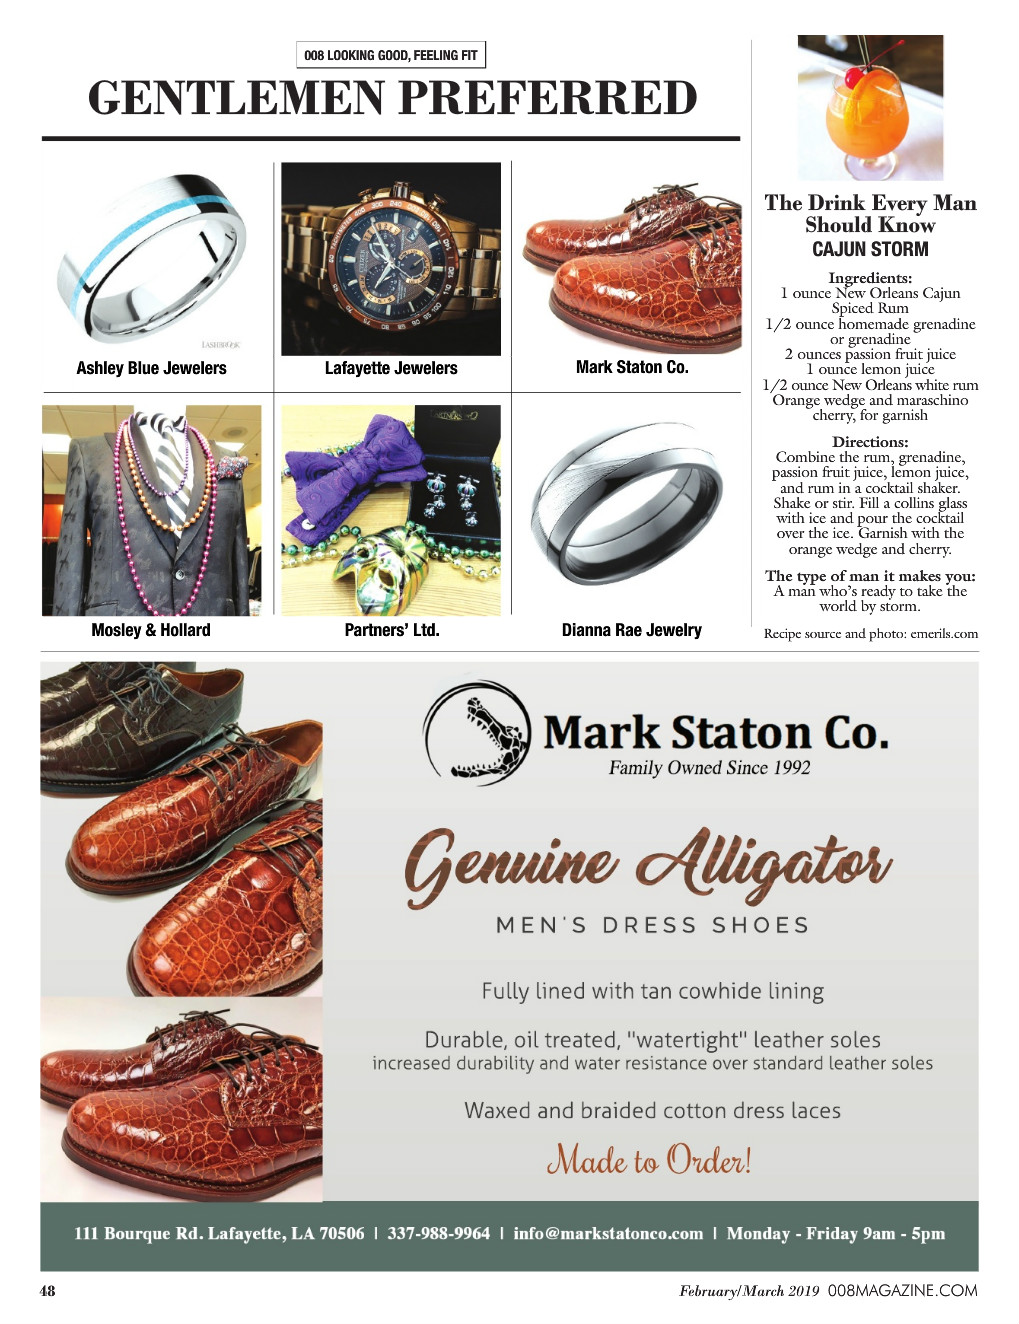 008 LOOKING GOOD, FEELING FIT
GENTLEMEN PREFERRED
LASHBROOK
Ashley Blue Jewelers
Lafayette Jewelers
Mark Staton Co.
Mosley & Hollard
Partners' Ltd.
Dianna Rae Jewelry
The Drink Every Man
Should Know
CAJUN STORM
Ingredients:
1 ounce New Orleans Cajun
Spiced Rum
1/2 ounce homemade grenadine
or grenadine
2 ounces passion fruit juice
1 ounce lemon juice
1/2 ounce New Orleans white rum
Orange wedge and maraschino
cherry, for garnish
Directions:
Combine the rum, grenadine,
passion fruit juice, lemon juice,
and rum in a cocktail shaker.
Shake or stir. Fill a collins glass
with ice and pour the cocktail
over the ice. Garnish with the
orange wedge and cherry.
The type of man it makes you:
A man who's ready to take the
world by storm.
Recipe source and photo: emerils.com
Mark Staton Co.
Family Owned Since 1992
Genuine Alligator
MEN'S DRESS SHOES
Fully lined with tan cowhide lining
Durable, oil treated, "watertight" leather soles
increased durability and water resistance over standard leather soles
Waxed and braided cotton dress laces
Made to Order!
111 Bourque Rd. Lafayette, LA 70506 | 337-988-9964 | info@markstatonco.com | Monday - Friday 9am - 5pm
48
February/March 2019 008MAGAZINE.COM